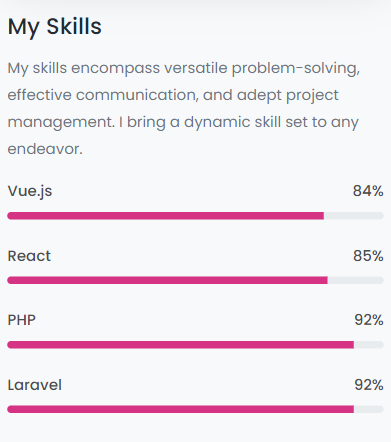 My Skills
My skills encompass versatile problem-solving,
effective communication, and adept project
management. I bring a dynamic skill set to any
endeavor.
Vue.js 84%
React 85%
PHP 92%
Laravel 92%